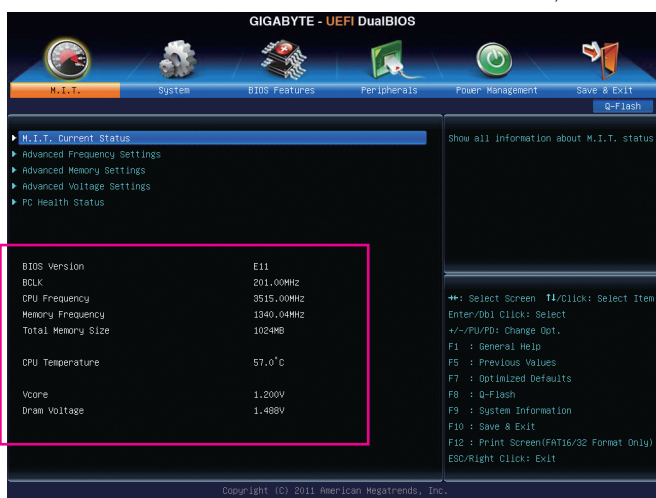 GIGABYTE - UEFI DualBIOS
M.I.T. System BIOS Features Peripherals Power Management Save & Exit
Q-Flash
M.I.T. Current Status
Advanced Frequency Settings
Advanced Memory Settings
Advanced Voltage Settings
PC Health Status
Show all information about M.I.T. status
BIOS Version E11
BCLK 201.00MHz
CPU Frequency 3515.00MHz
Memory Frequency 1340.04MHz
Total Memory Size 1024MB
CPU Temperature 57.0°C
Vcore 1.200V
Dram Voltage 1.488V
→←: Select Screen ↑↓/Click: Select Item
Enter/Dbl Click: Select
+/-/PU/PD: Change Opt.
F1 : General Help
F5 : Previous Values
F7 : Optimized Defaults
F8 : Q-Flash
F9 : System Information
F10 : Save & Exit
F12 : Print Screen(FAT16/32 Format Only)
ESC/Right Click: Exit
Copyright (C) 2011 American Megatrends, Inc.